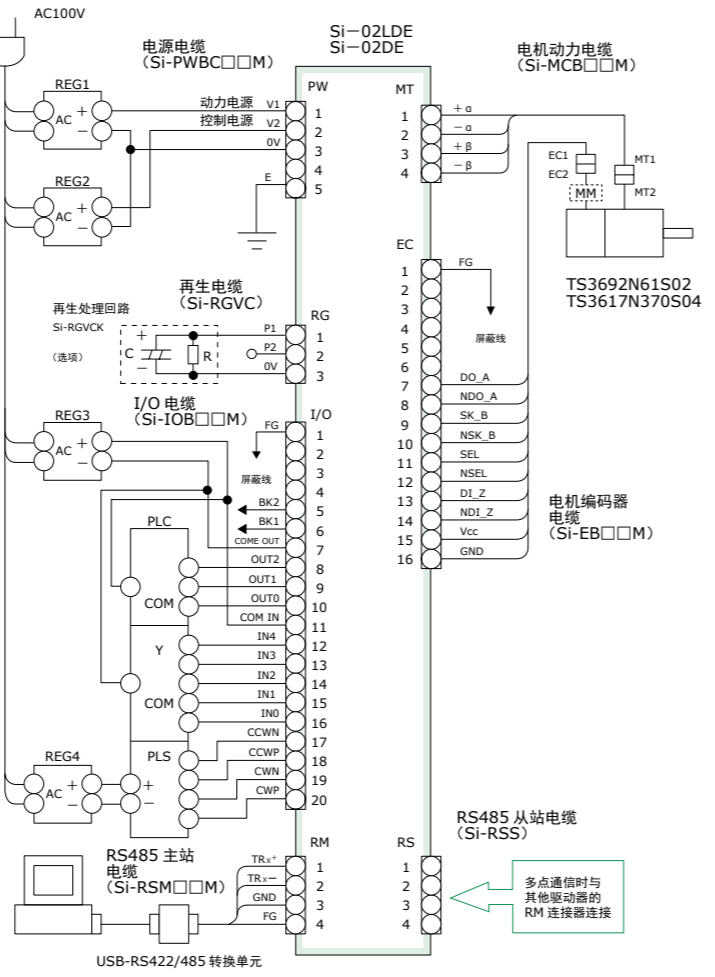 AC100V
Si－02LDE
Si－02DE
电源电缆
（Si-PWBC□□M）
电机动力电缆
（Si-MCB□□M）
REG1
AC
+
−
动力电源 V1
控制电源 V2
0V
E
PW
1
2
3
4
5
REG2
AC
+
−
MT
1
2
3
4
+ α
− α
+ β
− β
EC1
EC2
MM
MT1
MT2
TS3692N61S02
TS3617N370S04
再生电缆
（Si-RGVC）
再生处理回路
Si-RGVCK
（选项）
+
−
C
R
P1
P2
0V
RG
1
2
3
EC
1
2
3
4
5
6
7
8
9
10
11
12
13
14
15
16
FG
屏蔽线
DO_A
NDO_A
SK_B
NSK_B
SEL
NSEL
DI_Z
NDI_Z
Vcc
GND
电机编码器
电缆
（Si-EB□□M）
I/O 电缆
（Si-IOB□□M）
REG3
AC
+
−
I/O
1
2
3
4
5
6
7
8
9
10
11
12
13
14
15
16
17
18
19
20
FG
屏蔽线
BK2
BK1
COME OUT
OUT2
OUT1
OUT0
COM IN
IN4
IN3
IN2
IN1
IN0
CCWN
CCWP
CWN
CWP
PLC
COM
Y
COM
PLS
+
−
REG4
AC
+
−
RS485 主站
电缆
（Si-RSM□□M）
TRx+
TRx−
GND
FG
RM
1
2
3
4
USB-RS422/485 转换单元
RS485 从站电缆
（Si-RSS）
RS
1
2
3
4
多点通信时与
其他驱动器的
RM 连接器连接